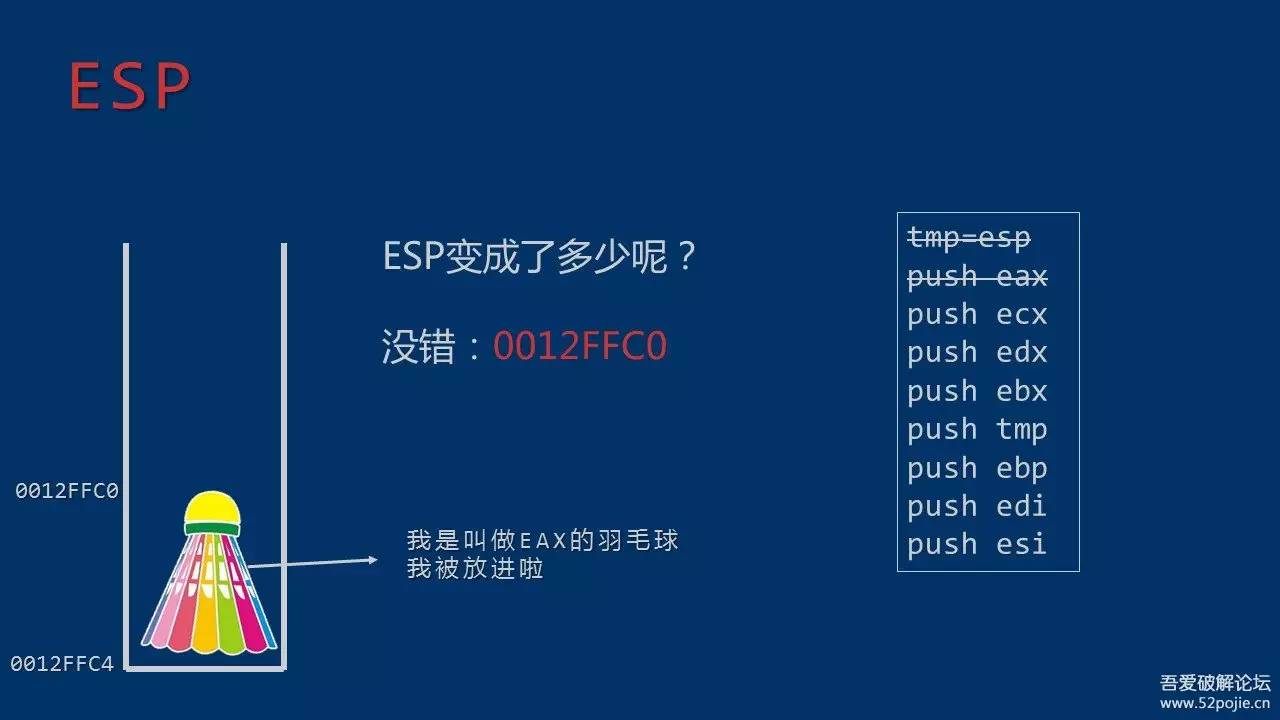 ESP
ESP变成了多少呢？
没错：0012FFC0
tmp=esp
push eax
push ecx
push edx
push ebx
push tmp
push ebp
push edi
push esi
0012FFC0
我是叫做EAX的羽毛球
我被放进啦
0012FFC4
吾爱破解论坛
www.52pojie.cn